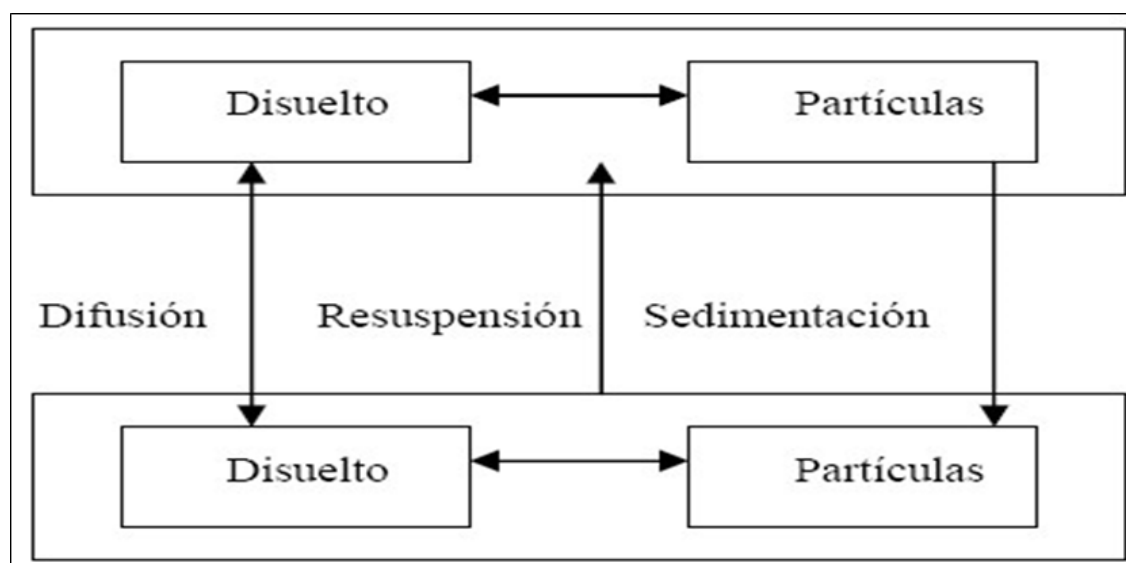 Disuelto Partículas
Difusión Resuspensión Sedimentación
Disuelto Partículas